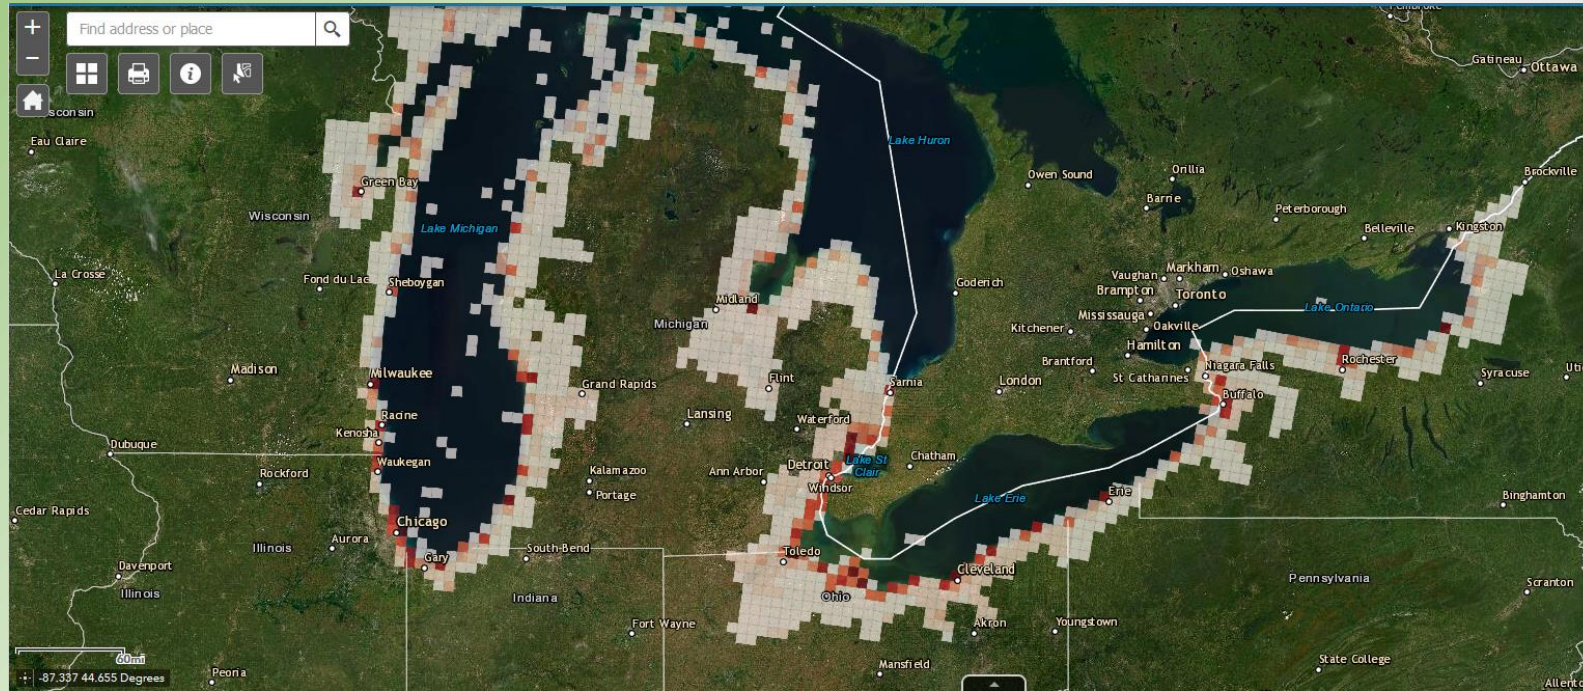 +
Find address or place
−
Pembroke
Gatineau
Ottawa
Wisconsin
Eau Claire
Lake Huron
Owen Sound
Orillia
Brockville
Green Bay
Barrie
Wisconsin
Lake Michigan
Peterborough
Belleville
Kingston
La Crosse
Fond du Lac
Sheboygan
Goderich
Vaughan
Markham
Oshawa
Brampton
Toronto
Midland
Michigan
Mississauga
Lake Ontario
Kitchener
Oakville
Hamilton
Madison
Milwaukee
Flint
Grand Rapids
Sarnia
London
Brantford
St Catharines
Niagara Falls
Rochester
Syracuse
Racine
Lansing
Waterford
Buffalo
Kenosha
Dubuque
Waukegan
Rockford
Kalamazoo
Portage
Ann Arbor
Detroit
Lake St
Clair
Chatham
Windsor
Lake Erie
Erie
Binghamton
Cedar Rapids
Chicago
Aurora
Illinois
Gary
South Bend
Toledo
Cleveland
Davenport
Illinois
Indiana
Ohio
Pennsylvania
Scranton
Fort Wayne
Akron
Youngstown
60mi
Mansfield
State College
-87.337 44.655 Degrees
Peoria